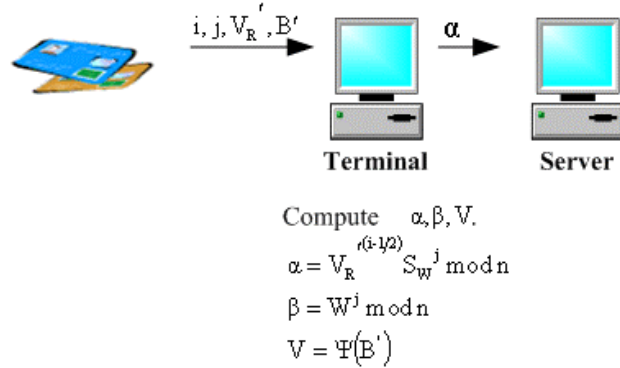 i, j, V_R', B'
α
Terminal
Server
Compute α, β, V.
α = V_R'^(i-1/2) S_W^j mod n
β = W^j mod n
V = Ψ(B')